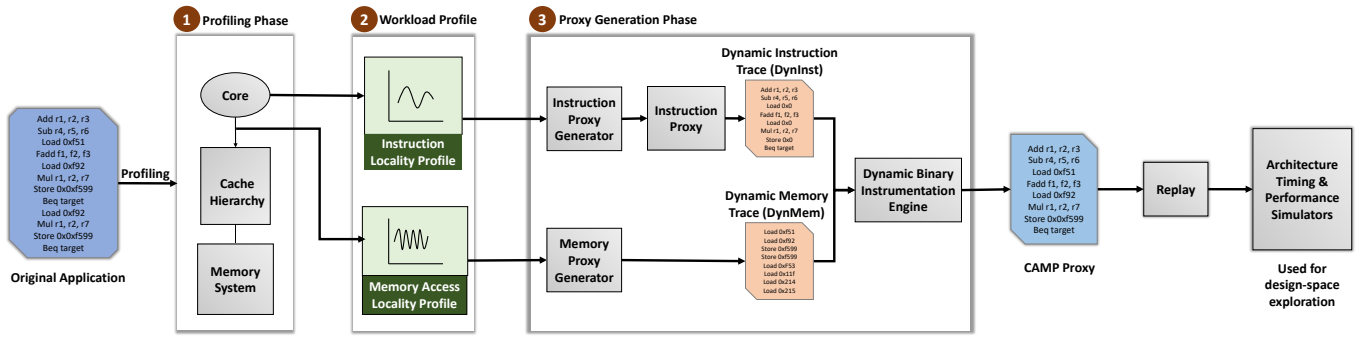 1 Profiling Phase
2 Workload Profile
3 Proxy Generation Phase
Add r1, r2, r3
Sub r4, r5, r6
Load 0xf51
Fadd f1, f2, f3
Load 0xf92
Mul r1, r2, r7
Store 0x0xf599
Beq target
Load 0xf92
Mul r1, r2, r7
Store 0x0xf599
Beq target
Original Application
Profiling
Core
Cache
Hierarchy
Memory
System
Instruction
Locality Profile
Memory Access
Locality Profile
Instruction
Proxy
Generator
Instruction
Proxy
Dynamic Instruction
Trace (DynInst)
Add r1, r2, r3
Sub r4, r5, r6
Load 0x0
Fadd f1, f2, f3
Load 0x0
Mul r1, r2, r7
Store 0x0
Beq target
Memory
Proxy
Generator
Dynamic Memory
Trace (DynMem)
Load 0xf51
Load 0xf92
Store 0xf599
Store 0xf599
Load 0xF53
Load 0x11f
Load 0x214
Load 0x215
Dynamic Binary
Instrumentation
Engine
Add r1, r2, r3
Sub r4, r5, r6
Load 0xf51
Fadd f1, f2, f3
Load 0xf92
Mul r1, r2, r7
Store 0x0xf599
Beq target
CAMP Proxy
Replay
Architecture
Timing &
Performance
Simulators
Used for
design-space
exploration